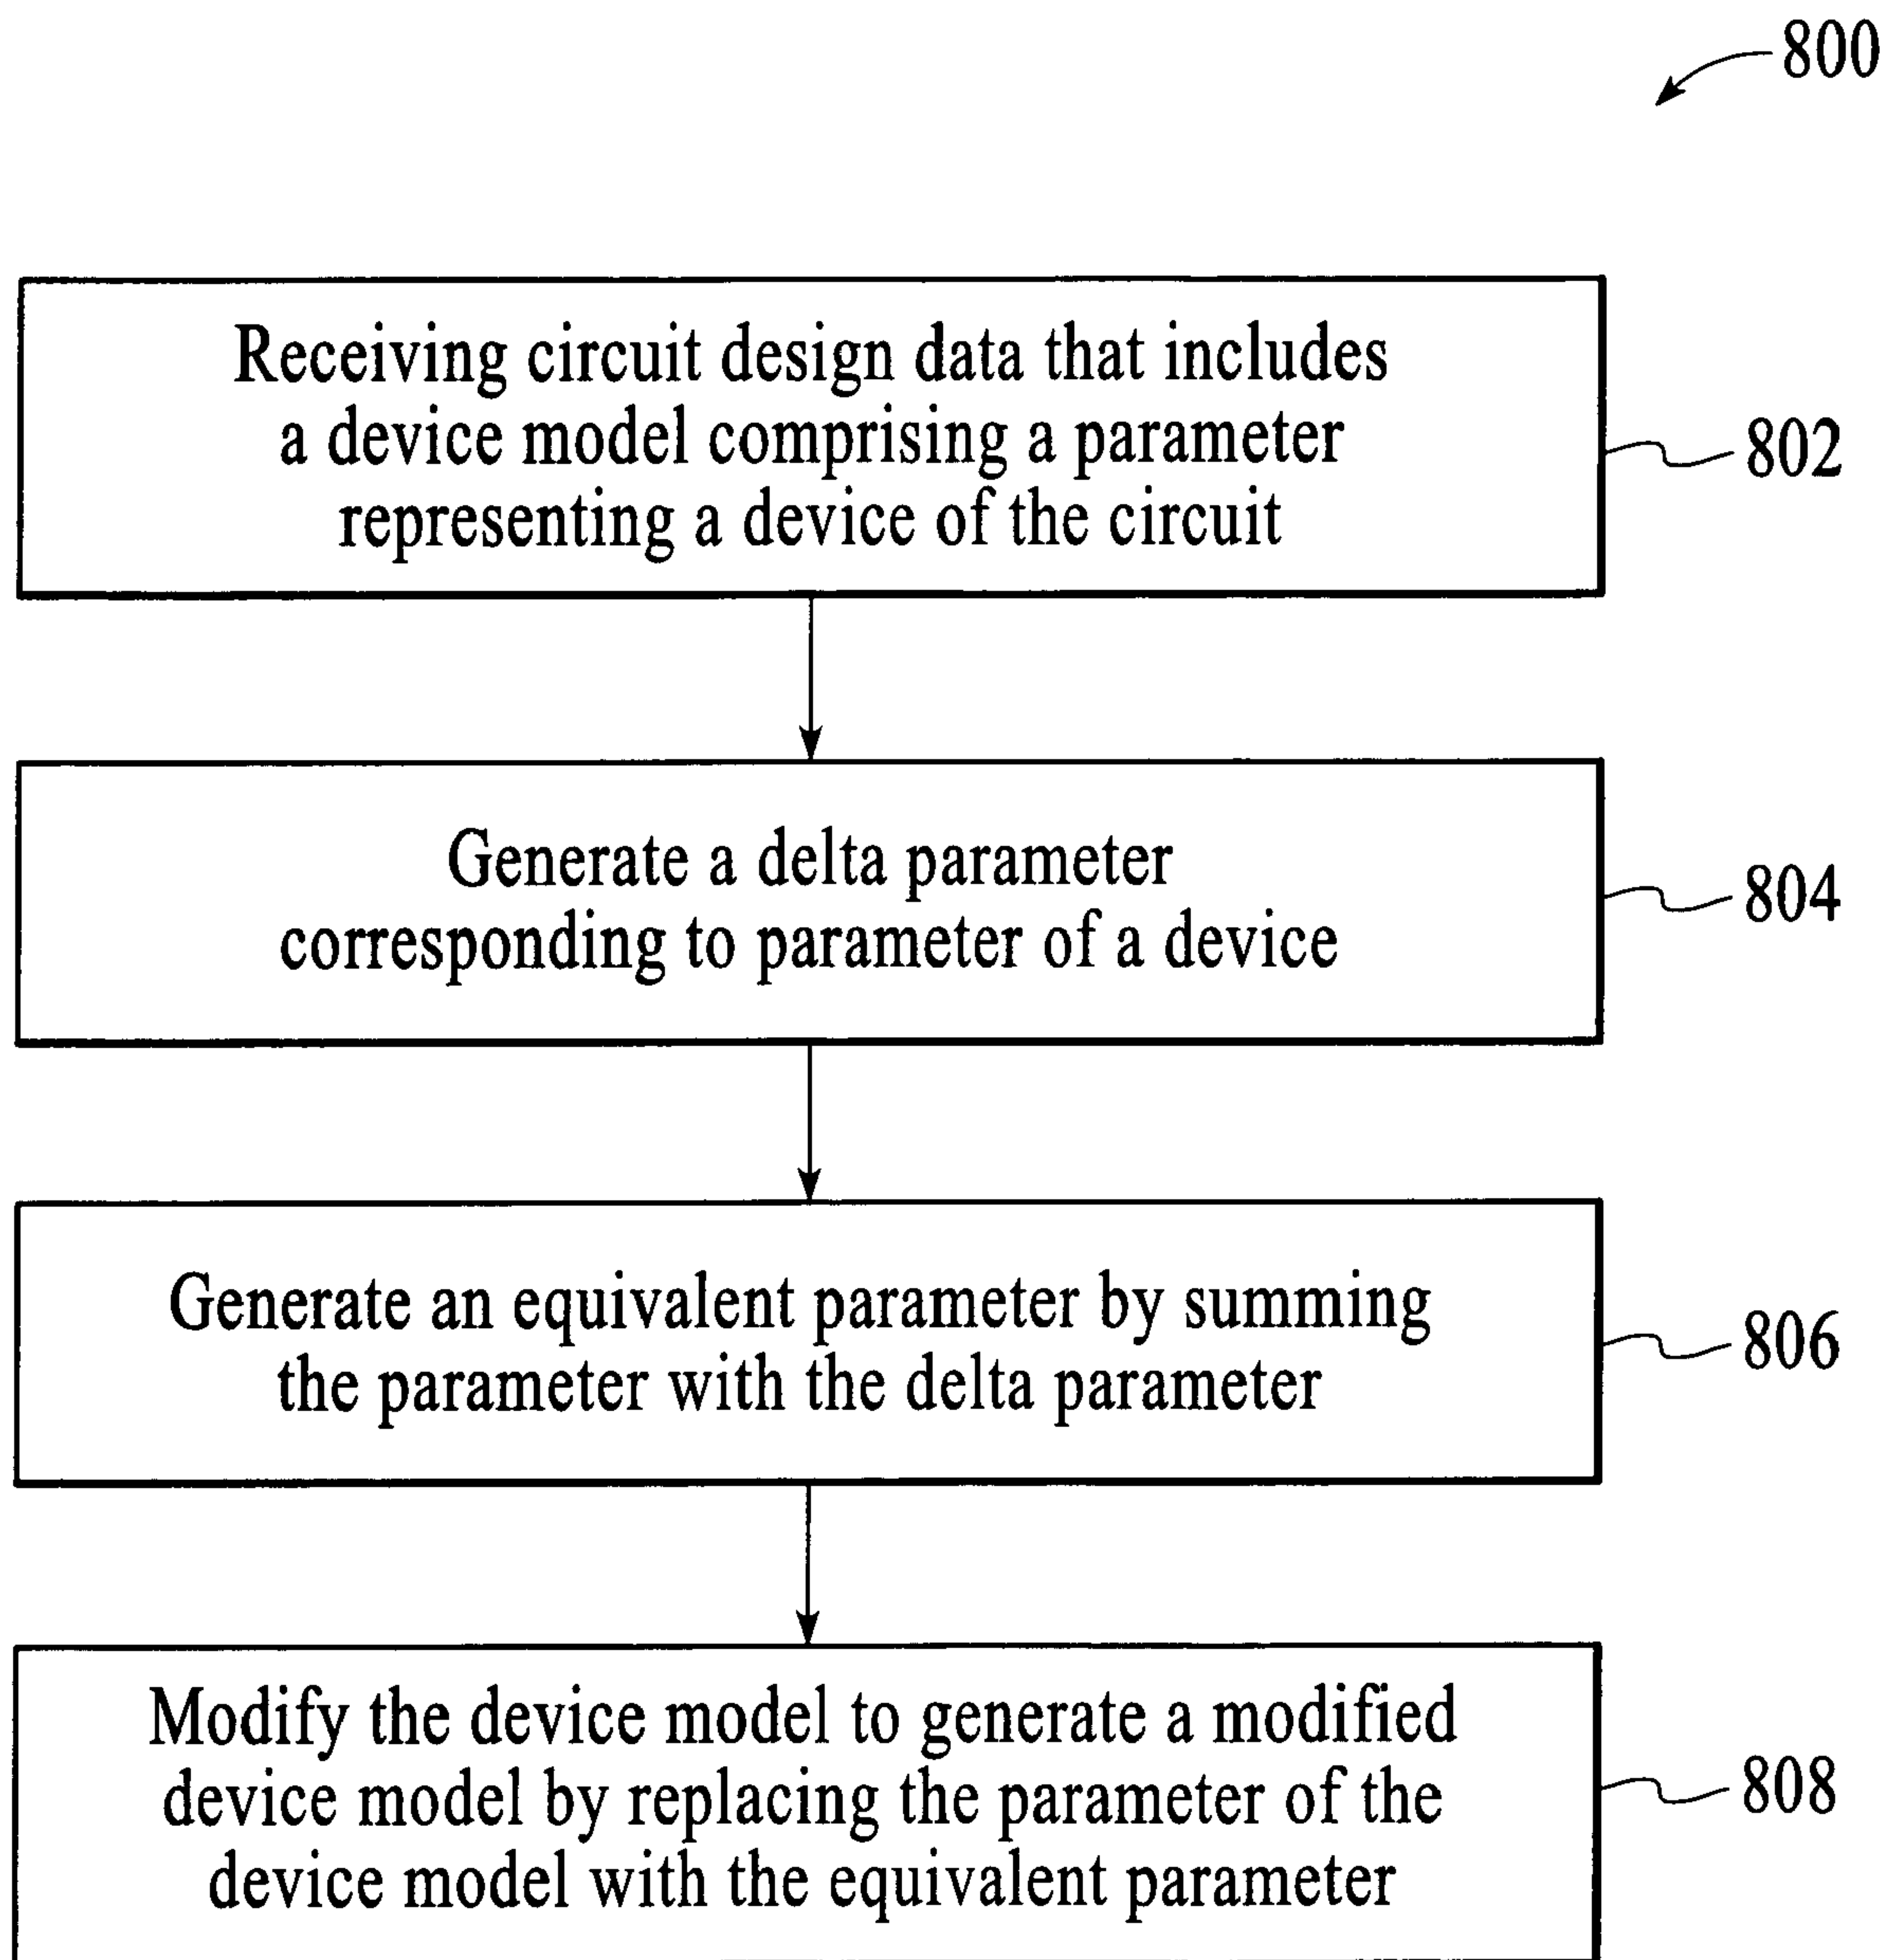 800
Receiving circuit design data that includes
a device model comprising a parameter
representing a device of the circuit
802
Generate a delta parameter
corresponding to parameter of a device
804
Generate an equivalent parameter by summing
the parameter with the delta parameter
806
Modify the device model to generate a modified
device model by replacing the parameter of the
device model with the equivalent parameter
808